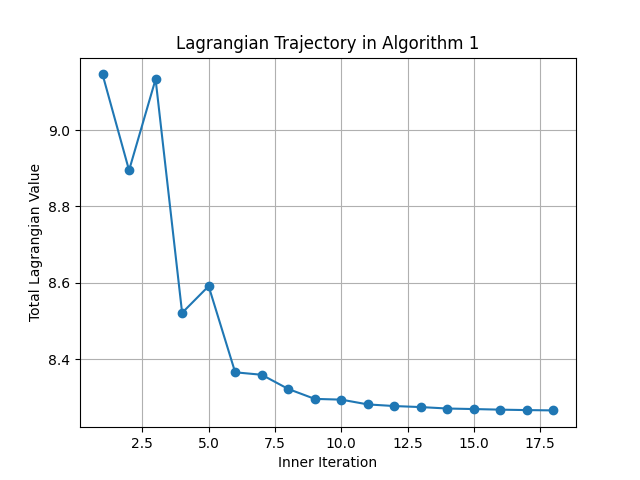 Lagrangian Trajectory in Algorithm 1
Total Lagrangian Value
9.0
8.8
8.6
8.4
2.5 5.0 7.5 10.0 12.5 15.0 17.5
Inner Iteration